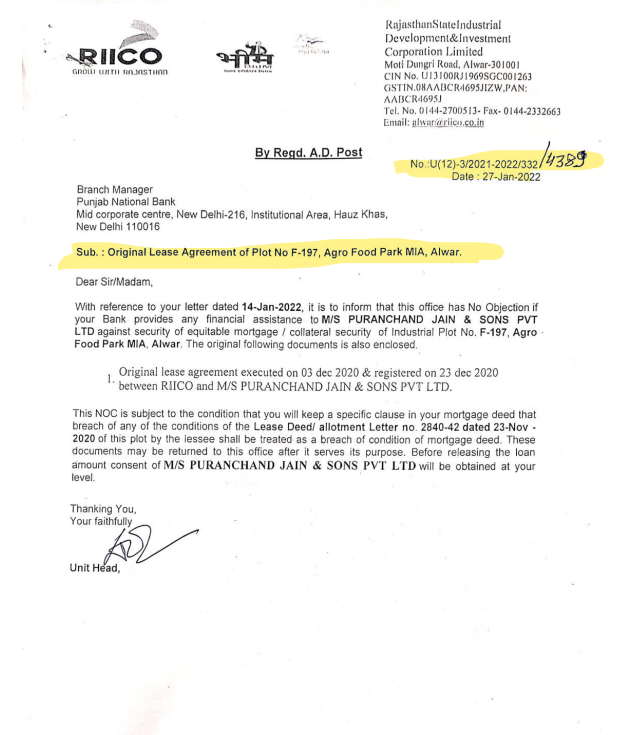 RIICO
GROW WITH RAJASTHAN
भीम
RajasthanStateIndustrial
Development&Investment
Corporation Limited
Moti Dungri Road, Alwar-301001
CIN No. U13100RJ1969SGC001263
GSTIN.08AABCR4695J1ZW,PAN:
AABCR4695J
Tel. No. 0144-2700513- Fax- 0144-2332663
Email: alwar@riico.co.in
By Regd. A.D. Post
No.:U(12)-3/2021-2022/332/4389
Date : 27-Jan-2022
Branch Manager
Punjab National Bank
Mid corporate centre, New Delhi-216, Institutional Area, Hauz Khas,
New Delhi 110016
Sub. : Original Lease Agreement of Plot No F-197, Agro Food Park MIA, Alwar.
Dear Sir/Madam,
With reference to your letter dated 14-Jan-2022, it is to inform that this office has No Objection if
your Bank provides any financial assistance to M/S PURANCHAND JAIN & SONS PVT
LTD against security of equitable mortgage / collateral security of Industrial Plot No. F-197, Agro
Food Park MIA, Alwar. The original following documents is also enclosed.
1. Original lease agreement executed on 03 dec 2020 & registered on 23 dec 2020
between RIICO and M/S PURANCHAND JAIN & SONS PVT LTD.
This NOC is subject to the condition that you will keep a specific clause in your mortgage deed that
breach of any of the conditions of the Lease Deed/ allotment Letter no. 2840-42 dated 23-Nov -
2020 of this plot by the lessee shall be treated as a breach of condition of mortgage deed. These
documents may be returned to this office after it serves its purpose. Before releasing the loan
amount consent of M/S PURANCHAND JAIN & SONS PVT LTD will be obtained at your
level.
Thanking You,
Your faithfully
Unit Head,